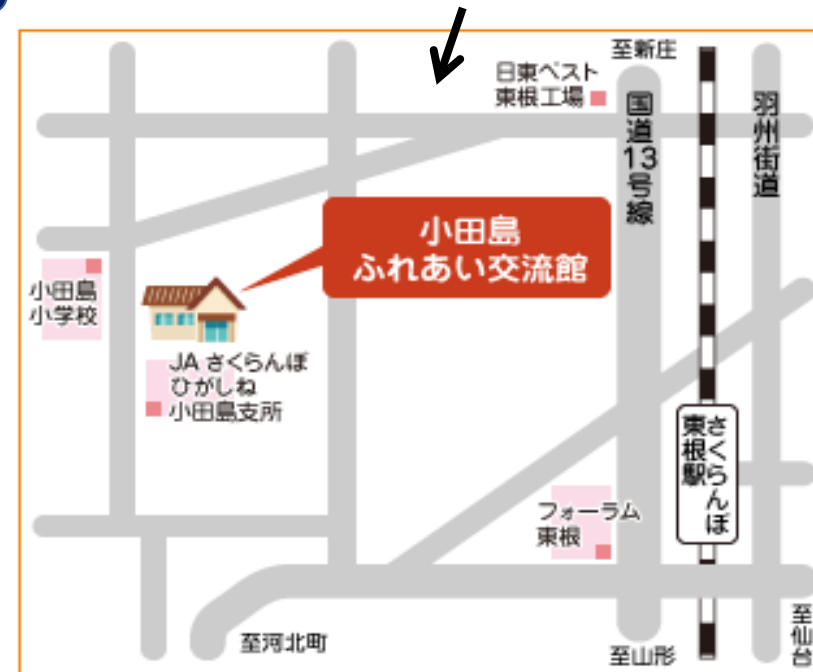 至新庄
日東ベスト
東根工場
国道13号線
羽州街道
小田島
ふれあい交流館
小田島
小学校
JA さくらんぼ
ひがしね
小田島支所
さくらんぼ
東根駅
フォーラム
東根
至河北町
至山形
至仙台